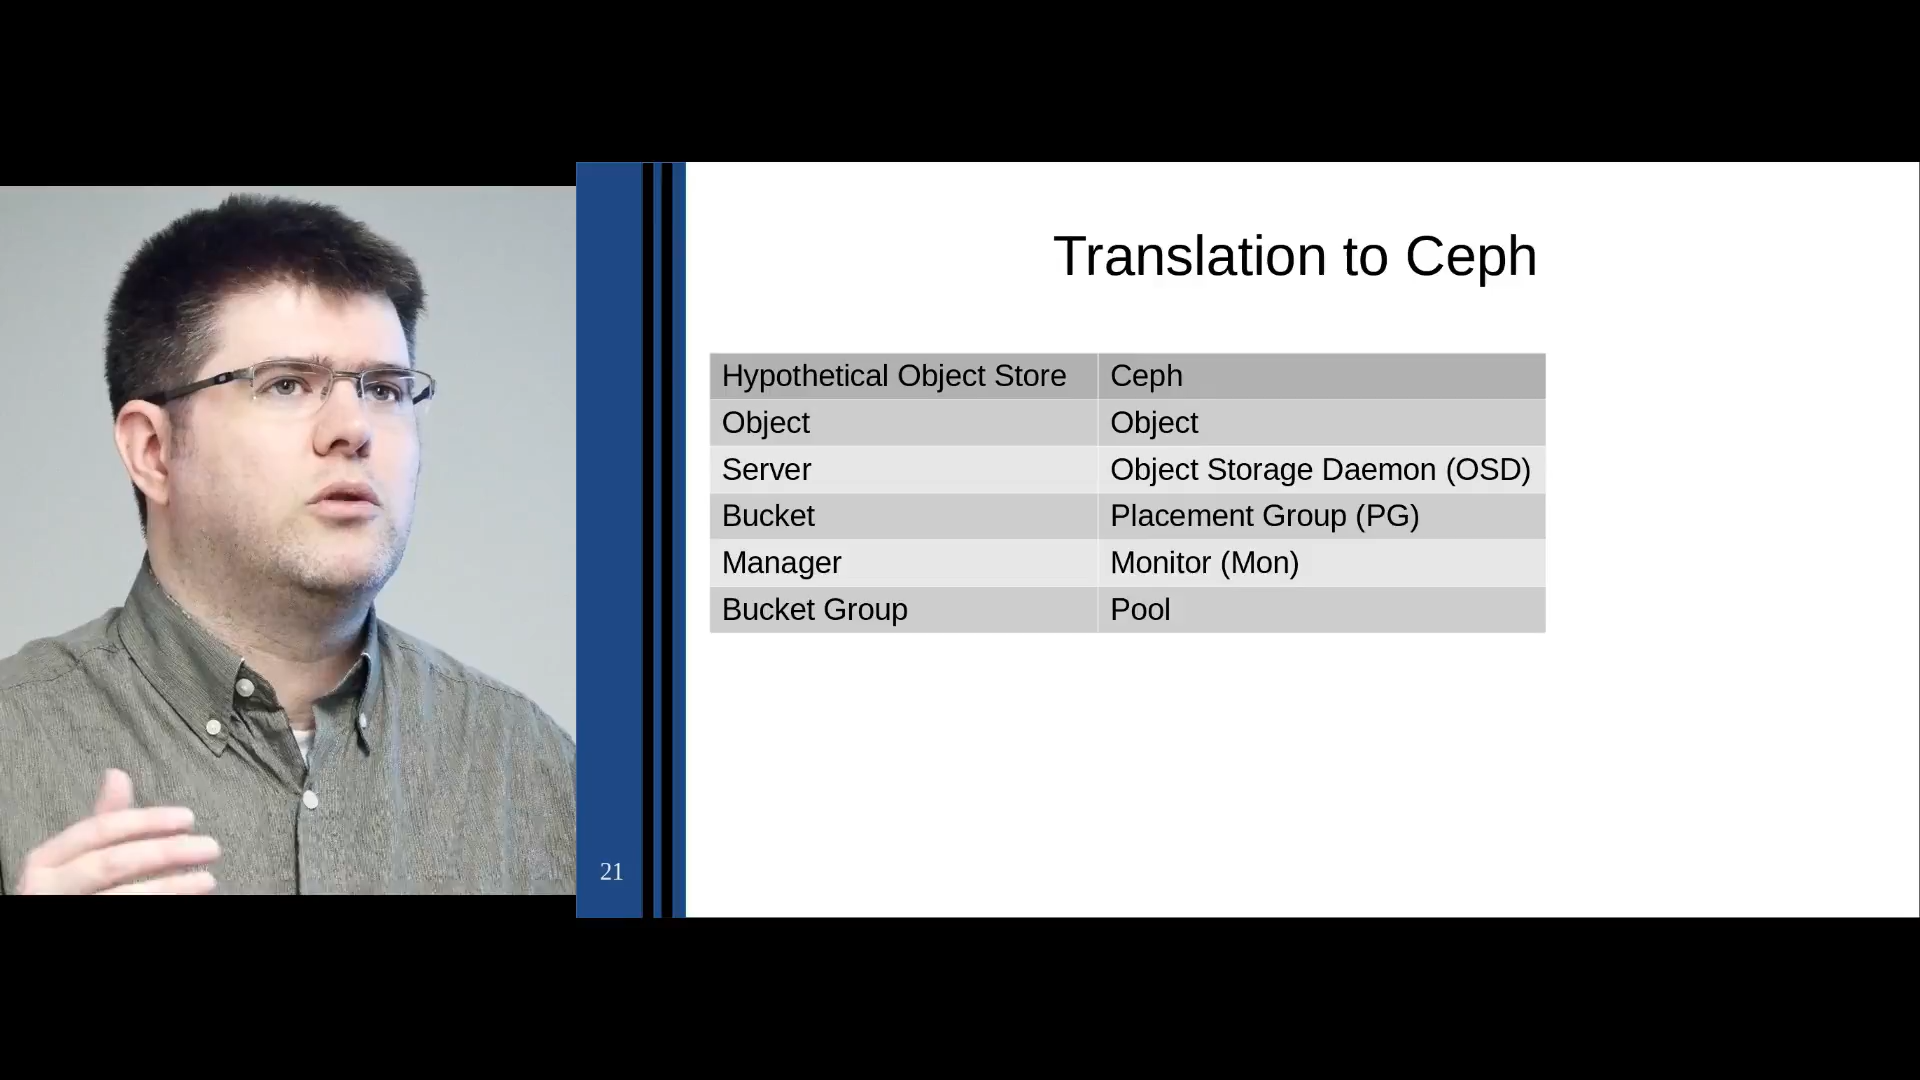 Translation to Ceph
Hypothetical Object Store Ceph
Object Object
Server Object Storage Daemon (OSD)
Bucket Placement Group (PG)
Manager Monitor (Mon)
Bucket Group Pool
21